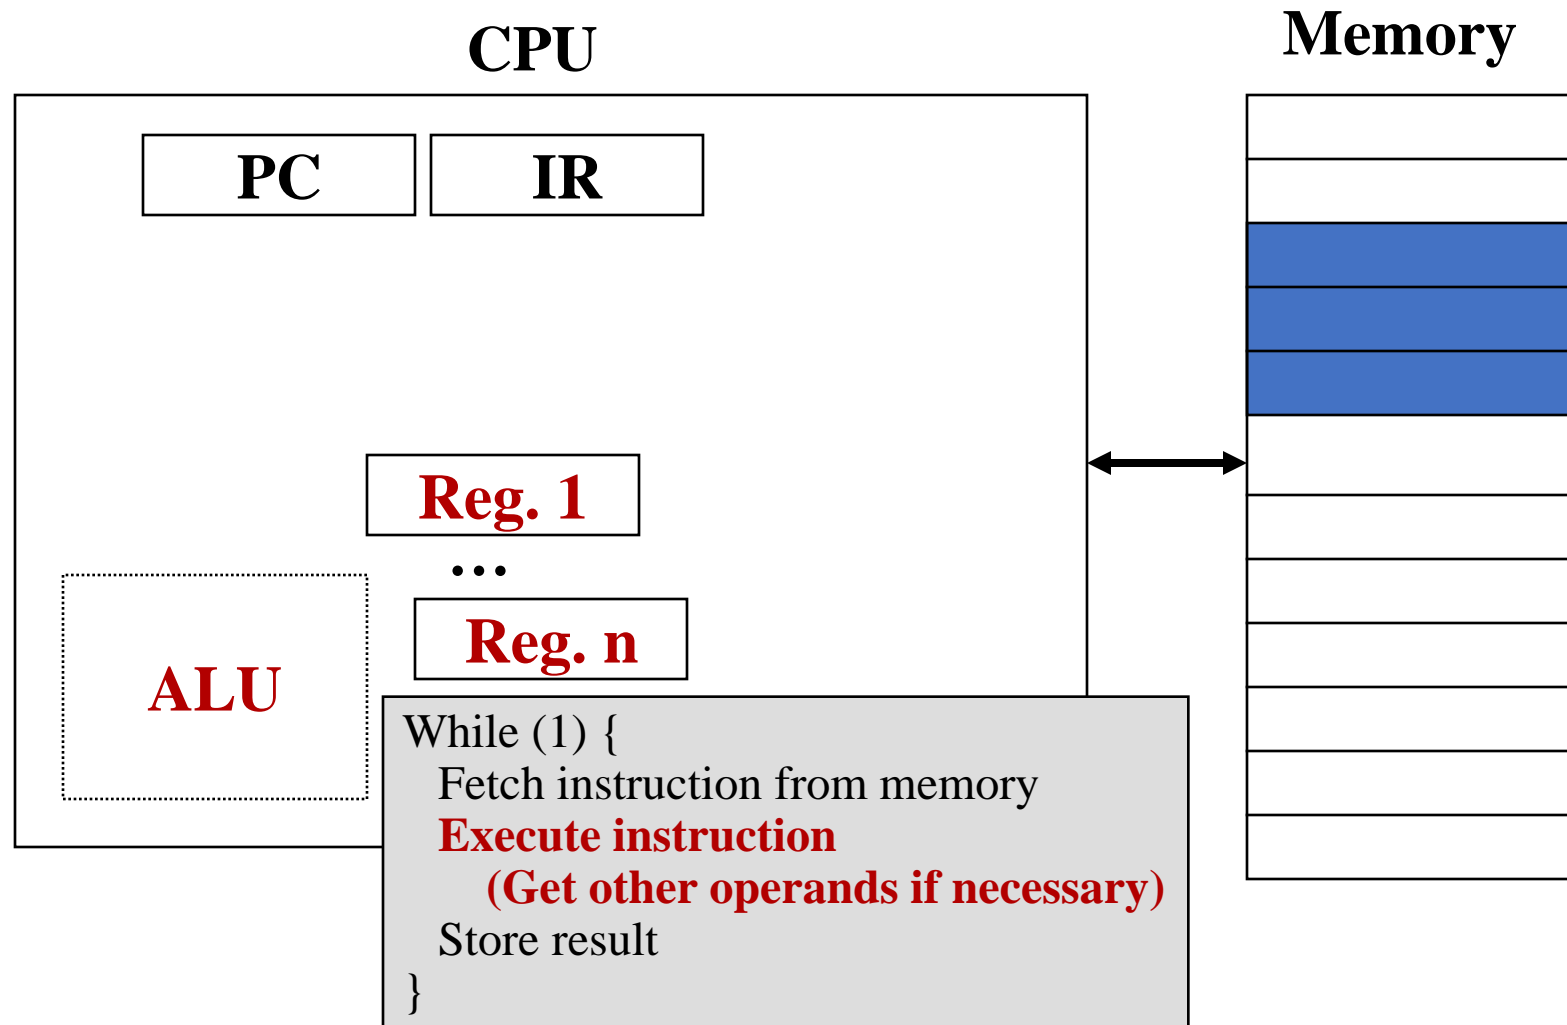 CPU
Memory
PC
IR
Reg. 1
...
Reg. n
ALU
While (1) {
Fetch instruction from memory
Execute instruction
(Get other operands if necessary)
Store result
}